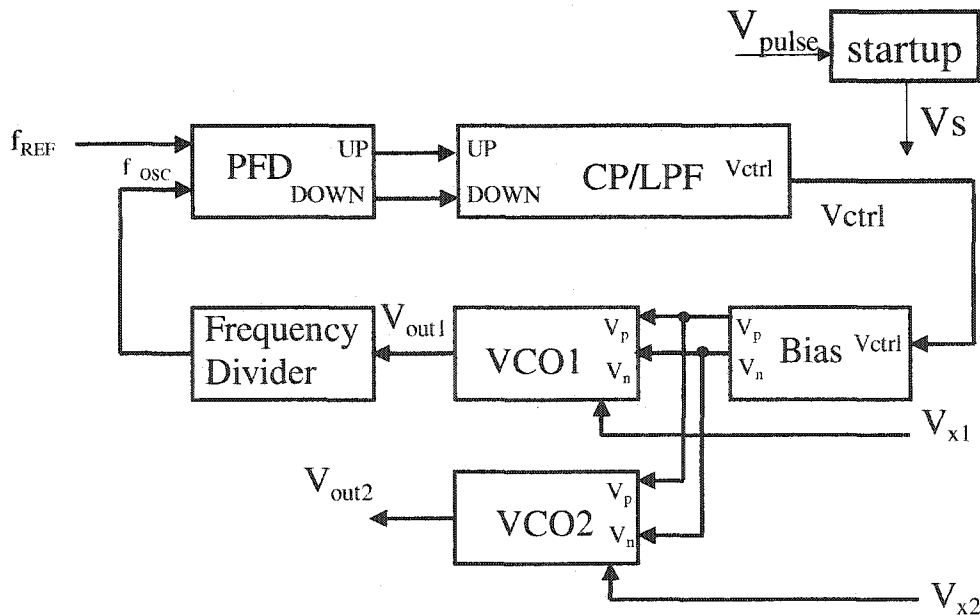 V_pulse
startup
Vs
f_REF
f_osc
PFD
UP
DOWN
UP
DOWN
CP/LPF
Vctrl
Vctrl
Frequency
Divider
V_out1
VCO1
V_p
V_n
V_p
V_n
Bias
Vctrl
V_x1
V_out2
VCO2
V_p
V_n
V_x2